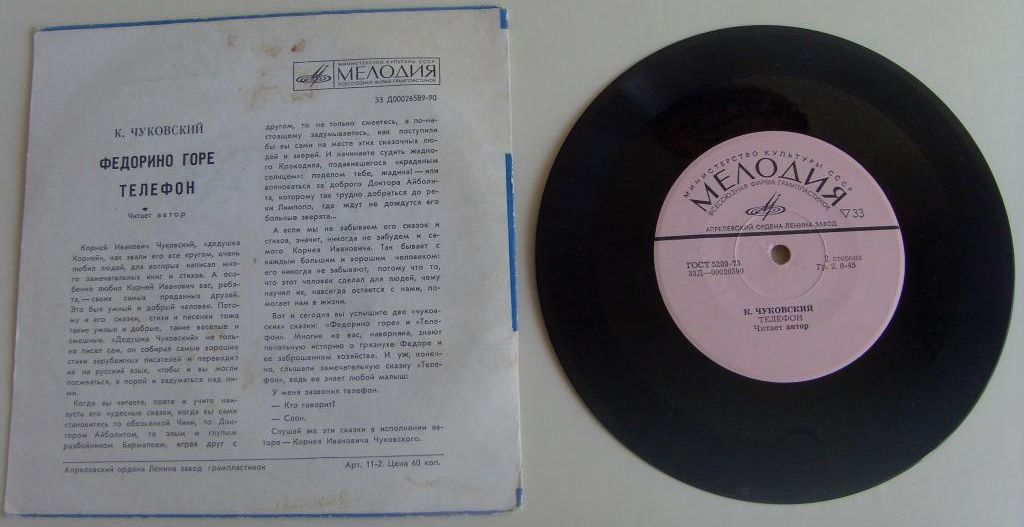 МИНИСТЕРСТВО КУЛЬТУРЫ СССР
МЕЛОДИЯ
ВСЕСОЮЗНАЯ ФИРМА ГРАМПЛАСТИНОК
33 Д00026589-90
К. ЧУКОВСКИЙ
ФЕДОРИНО ГОРЕ
ТЕЛЕФОН
Читает автор
Корней Иванович Чуковский, «дедушка
Корней», как звали его все кругом, очень
любил людей, для которых написал мно-
го замечательных книг и стихов. А осо-
бенно любил Корней Иванович вас, ребя-
та,— своих самых преданных друзей.
Это был умный и добрый человек. Пото-
му и его сказки, стихи и песенки тоже
такие умные и добрые, такие веселые и
смешные. «Дедушка Чуковский» не толь-
ко писал сам, он собирал самые хорошие
стихи зарубежных писателей и переводил
их на русский язык, чтобы и вы могли
посмеяться, а порой и задуматься над ни-
ми.
Когда вы читаете, поете и учите наи-
зусть его чудесные сказки, когда вы сами
становитесь то обезьянкой Чичи, то Док-
тором Айболитом, то злым и глупым
разбойником Бармалеем, играя друг с
другом, то не только смеетесь, а по-на-
стоящему задумываетесь, как поступили
бы вы сами на месте этих сказочных лю-
дей и зверей. И начинаете судить жадно-
го Крокодила, подавившегося «краденым
солнцем»: поделом тебе, жадина! — или
волноваться за доброго Доктора Айболи-
та, которому так трудно добраться до ре-
ки Лимпопо, где ждут не дождутся его
больные зверята...
А если мы не забываем его сказок и
стихов, значит, никогда не забудем и са-
мого Корнея Ивановича. Так бывает с
каждым большим и хорошим человеком:
его никогда не забывают, потому что то,
что этот человек сделал для людей, чему
научил их, навсегда остается с нами, по-
могает нам в жизни.
Вот и сегодня вы услышите две «чуков-
ских» сказки: «Федорино горе» и «Теле-
фон». Многие из вас, наверняка, знают
печальную историю о грязнухе Федоре и
ее заброшенном хозяйстве. И уж, конеч-
но, слышали замечательную сказку «Теле-
фон», ведь ее знает любой малыш:
У меня зазвонил телефон.
— Кто говорит?
— Слон.
Слушай же эти сказки в исполнении ав-
тора — Корнея Ивановича Чуковского.
Апрелевский ордена Ленина завод грампластинок
Арт. 11-2. Цена 60 коп.
МИНИСТЕРСТВО КУЛЬТУРЫ СССР
МЕЛОДИЯ
ВСЕСОЮЗНАЯ ФИРМА ГРАМПЛАСТИНОК
33
АПРЕЛЕВСКИЙ ОРДЕНА ЛЕНИНА ЗАВОД
ГОСТ 5289-73
33Д—00026590
2 сторона
Гр. 2. 0-45
К. ЧУКОВСКИЙ
ТЕЛЕФОН
Читает автор